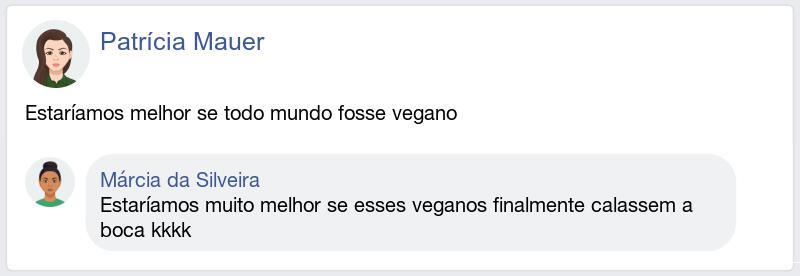 Patrícia Mauer
Estaríamos melhor se todo mundo fosse vegano
Márcia da Silveira
Estaríamos muito melhor se esses veganos finalmente calassem a
boca kkkk